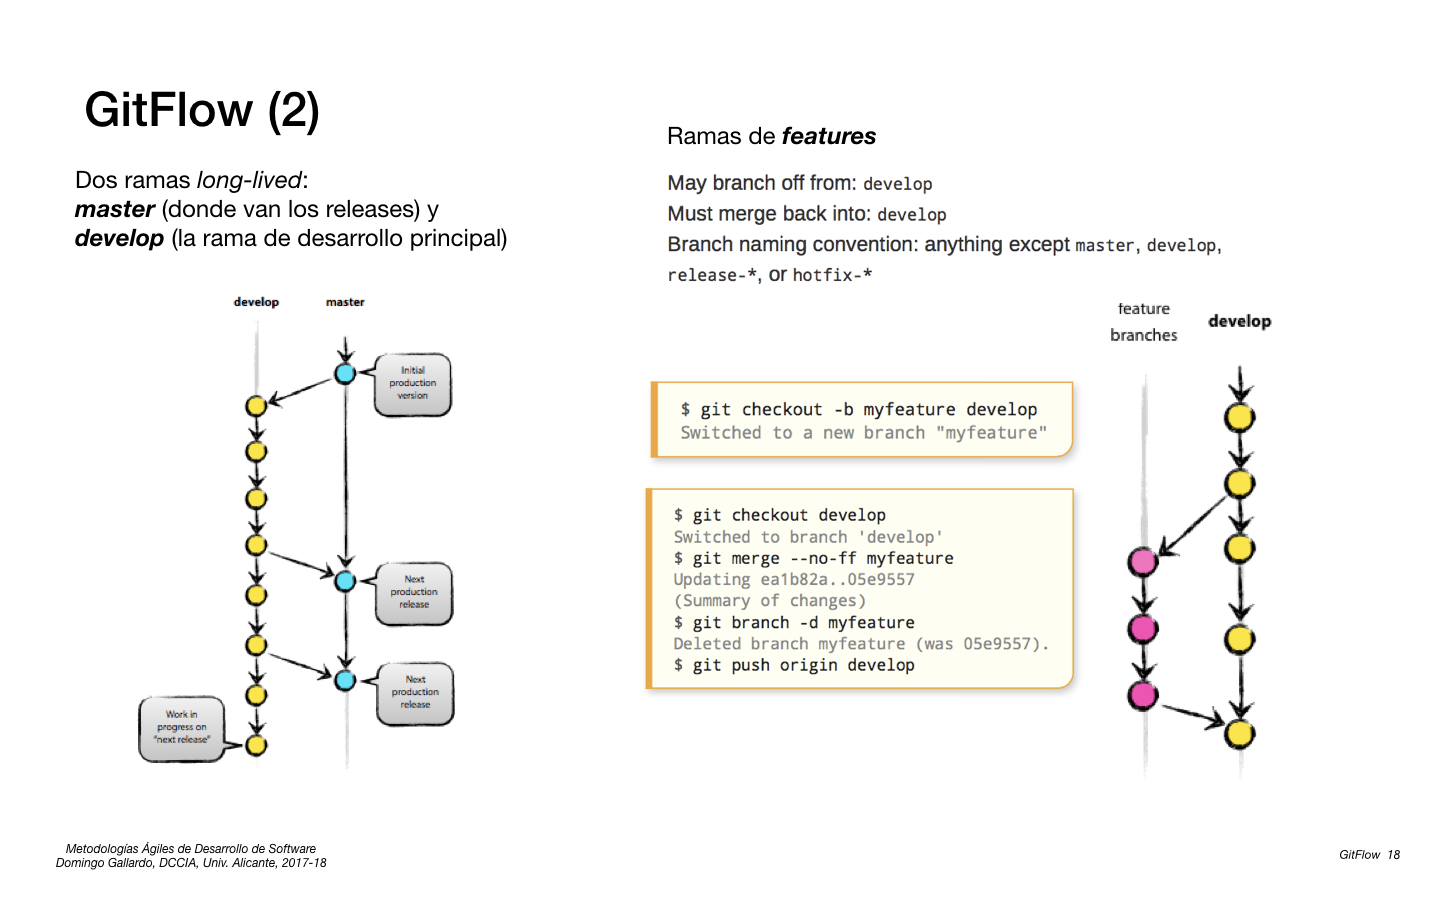 GitFlow (2)
Dos ramas long-lived:
master (donde van los releases) y
develop (la rama de desarrollo principal)
develop
master
Initial
production
version
Next
production
release
Next
production
release
Work in
progress on
"next release"
Ramas de features
May branch off from: develop
Must merge back into: develop
Branch naming convention: anything except master, develop,
release-*, or hotfix-*
feature
branches
develop
$ git checkout -b myfeature develop
Switched to a new branch "myfeature"
$ git checkout develop
Switched to branch 'develop'
$ git merge --no-ff myfeature
Updating ea1b82a..05e9557
(Summary of changes)
$ git branch -d myfeature
Deleted branch myfeature (was 05e9557).
$ git push origin develop
Metodologías Ágiles de Desarrollo de Software
Domingo Gallardo, DCCIA, Univ. Alicante, 2017-18
GitFlow 18